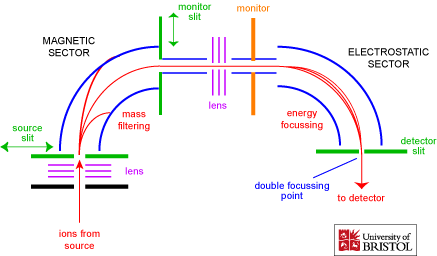 monitor
slit
MAGNETIC
SECTOR
monitor
ELECTROSTATIC
SECTOR
lens
mass
filtering
energy
focussing
source
slit
detector
slit
lens
double focussing
point
to detector
ions from
source
University of
BRISTOL